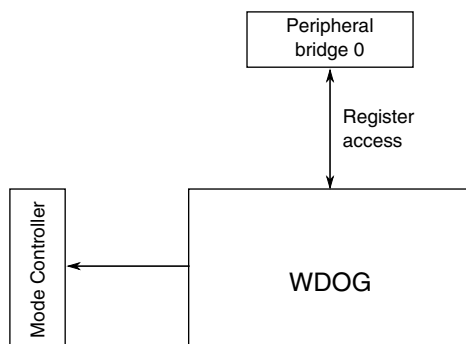 Peripheral
bridge 0
Register
access
Mode Controller
WDOG